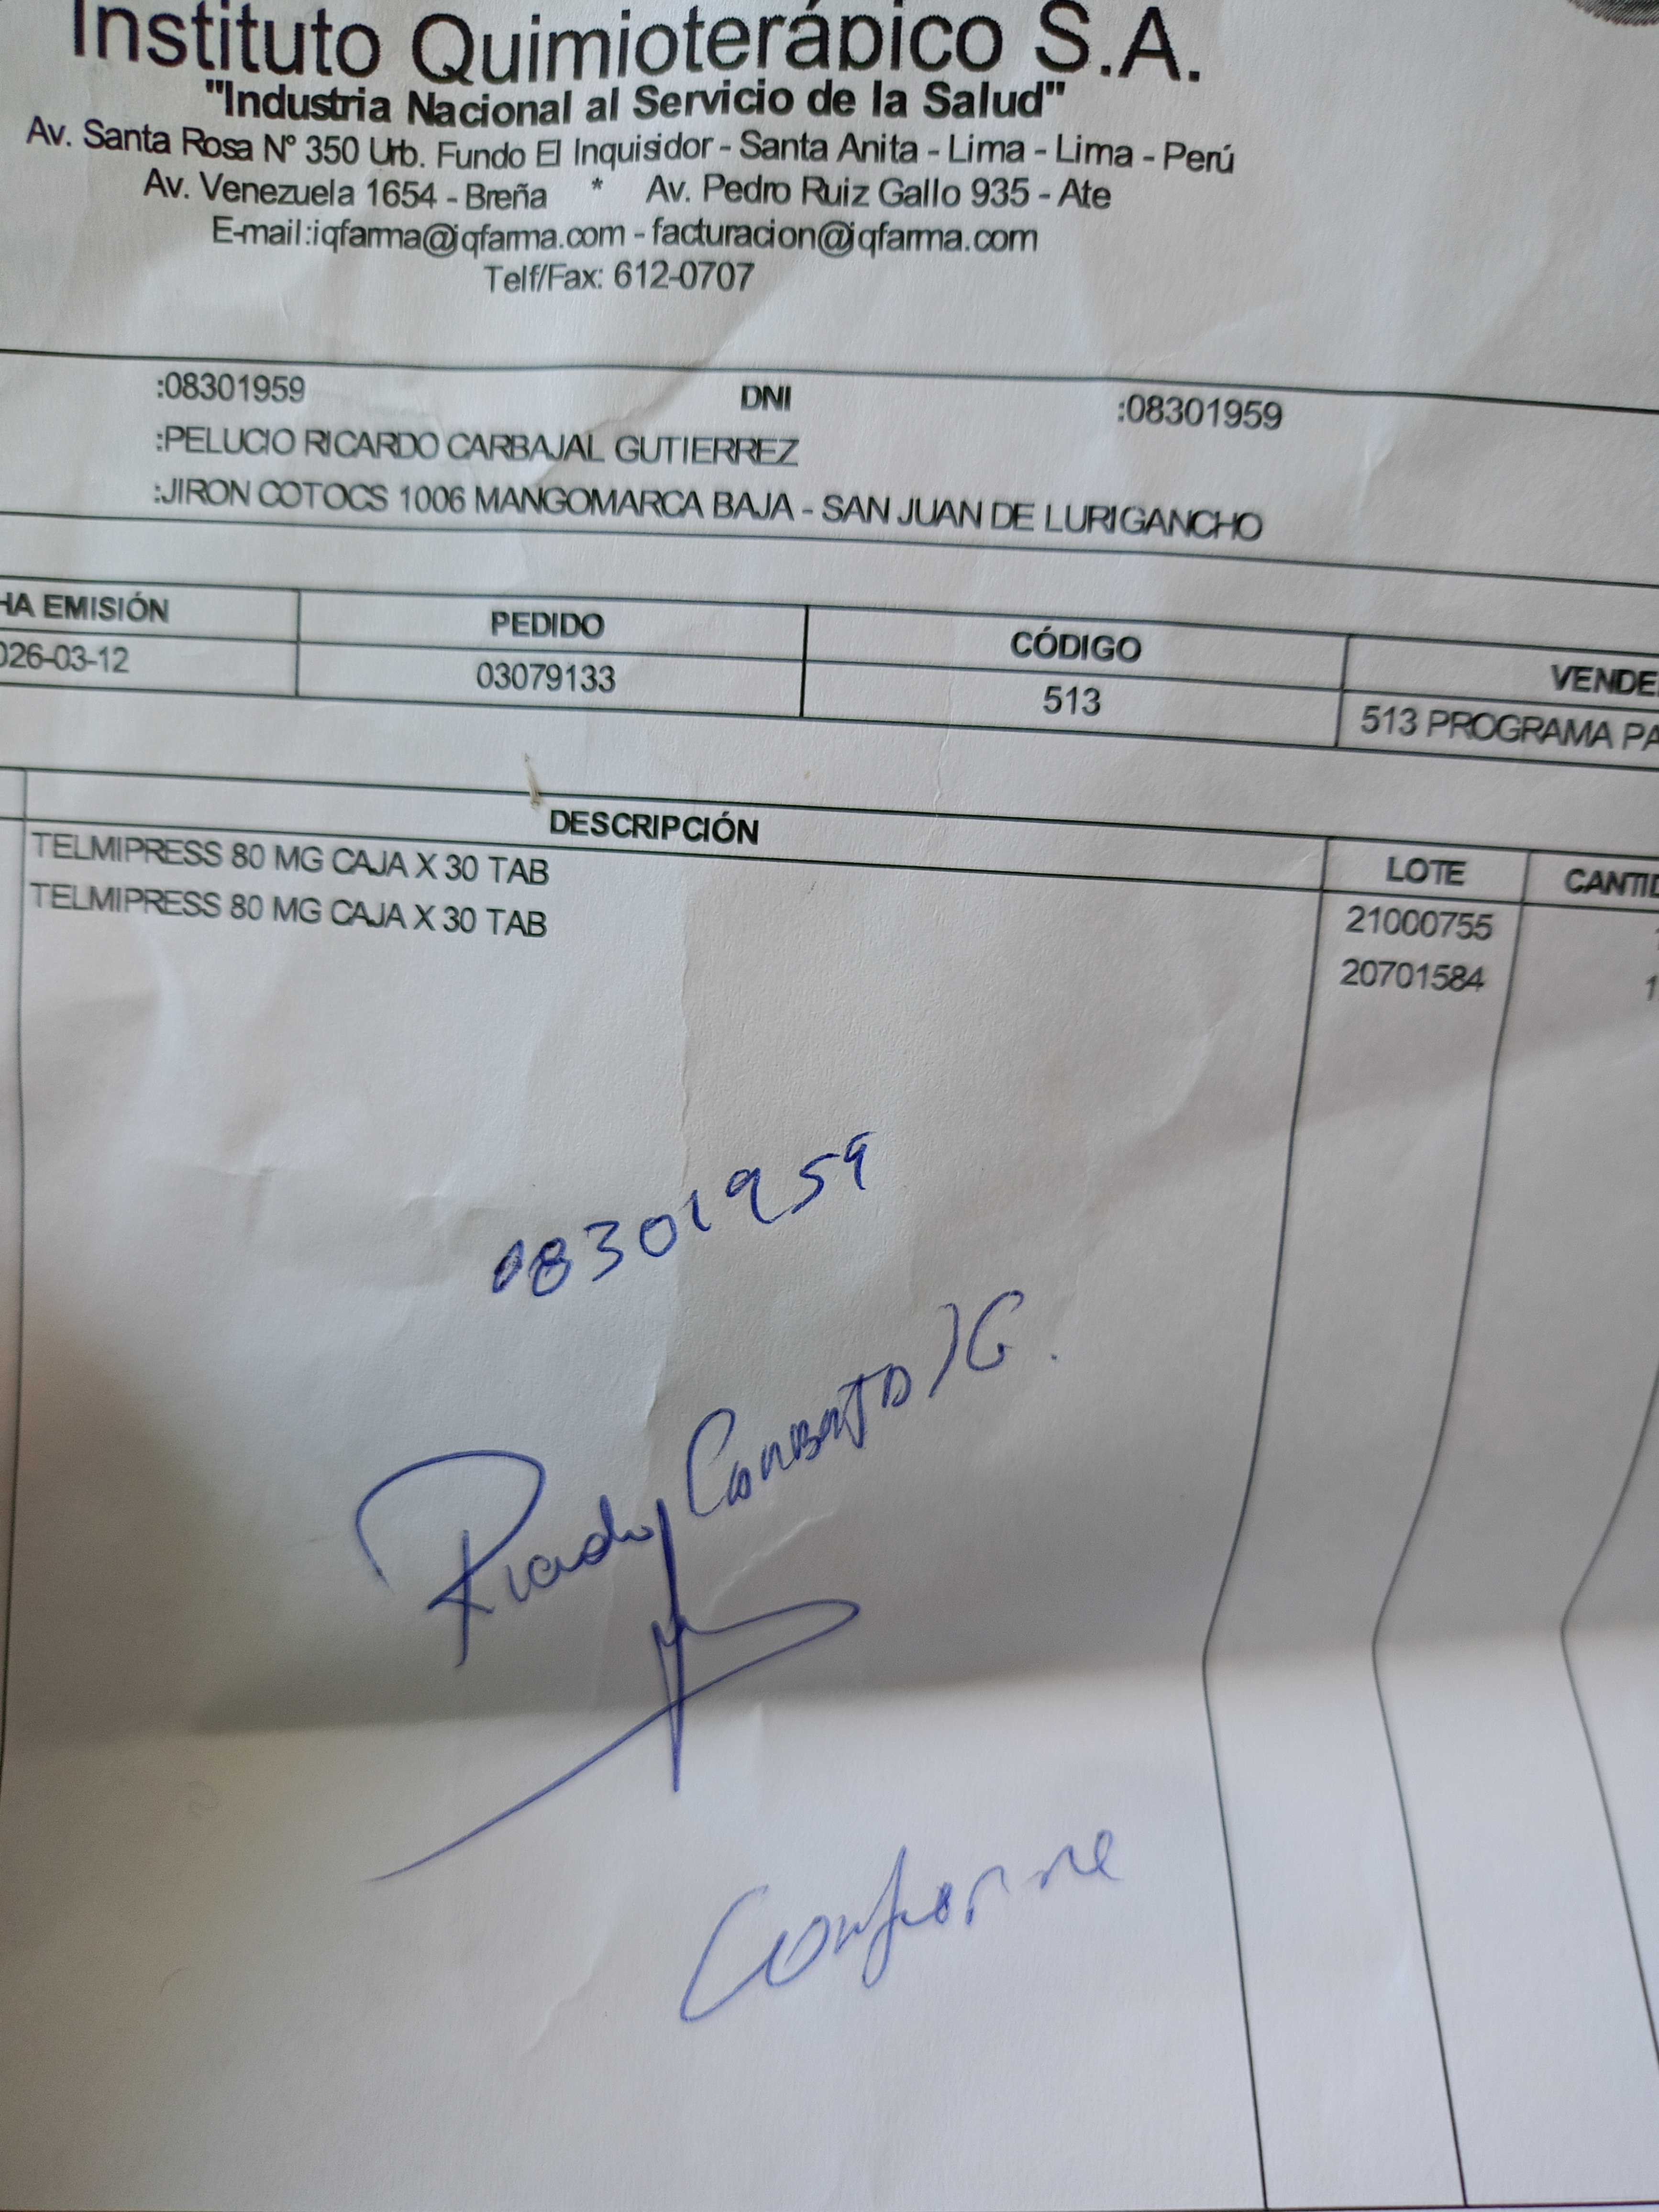 Instituto Quimioterápico S.A.
"Industria Nacional al Servicio de la Salud"
Av. Santa Rosa N° 350 Urb. Fundo El Inquisidor - Santa Anita - Lima - Lima - Perú
Av. Venezuela 1654 - Breña * Av. Pedro Ruiz Gallo 935 - Ate
E-mail:iqfarma@iqfarma.com - facturacion@iqfarma.com
Telf/Fax: 612-0707
:08301959 DNI :08301959
:PELUCIO RICARDO CARBAJAL GUTIERREZ
:JIRON COTOCS 1006 MANGOMARCA BAJA - SAN JUAN DE LURIGANCHO
HA EMISIÓN PEDIDO CÓDIGO VENDE
026-03-12 03079133 513 513 PROGRAMA PA
DESCRIPCIÓN LOTE CANTID
TELMIPRESS 80 MG CAJA X 30 TAB 21000755
TELMIPRESS 80 MG CAJA X 30 TAB 20701584 1
08301959
G.
Conforme